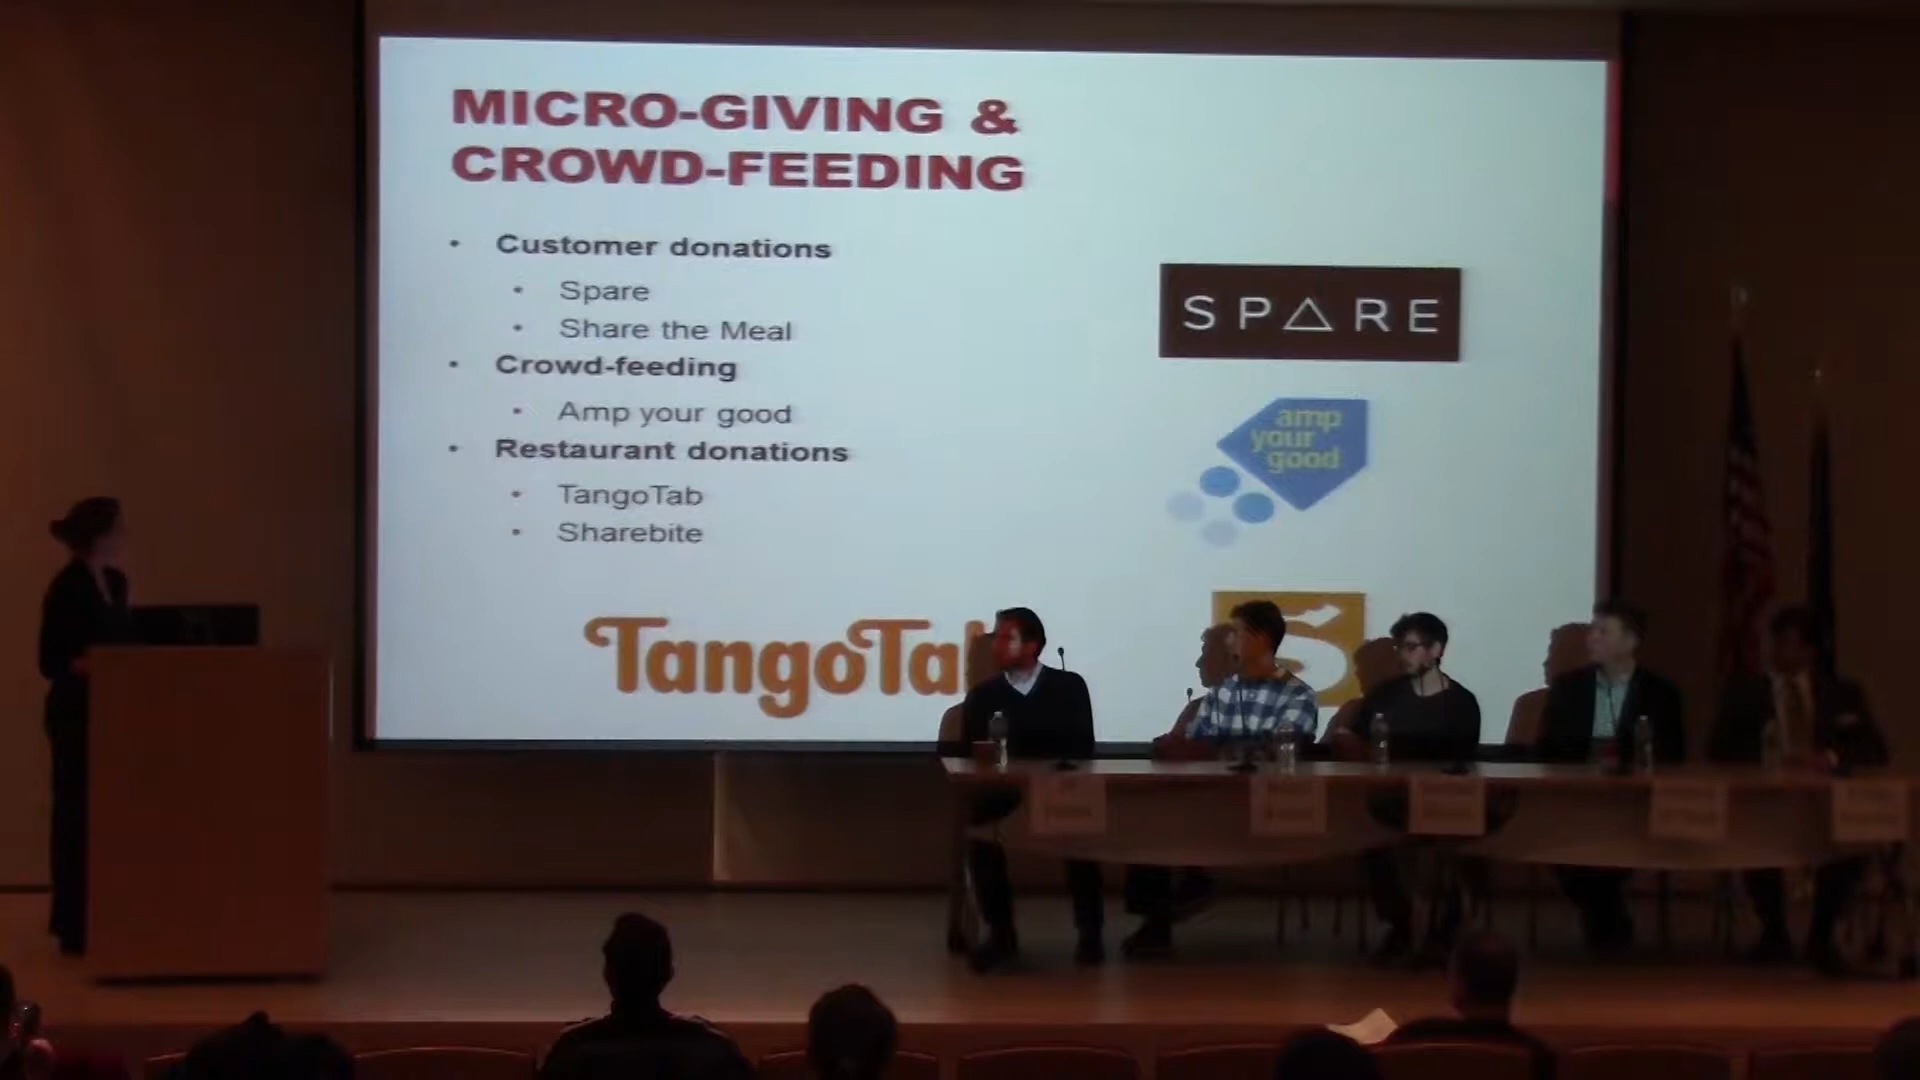 MICRO-GIVING &
CROWD-FEEDING
• Customer donations
• Spare
• Share the Meal
• Crowd-feeding
• Amp your good
• Restaurant donations
• TangoTab
• Sharebite
SPARE
amp
your
good
TangoTa
S